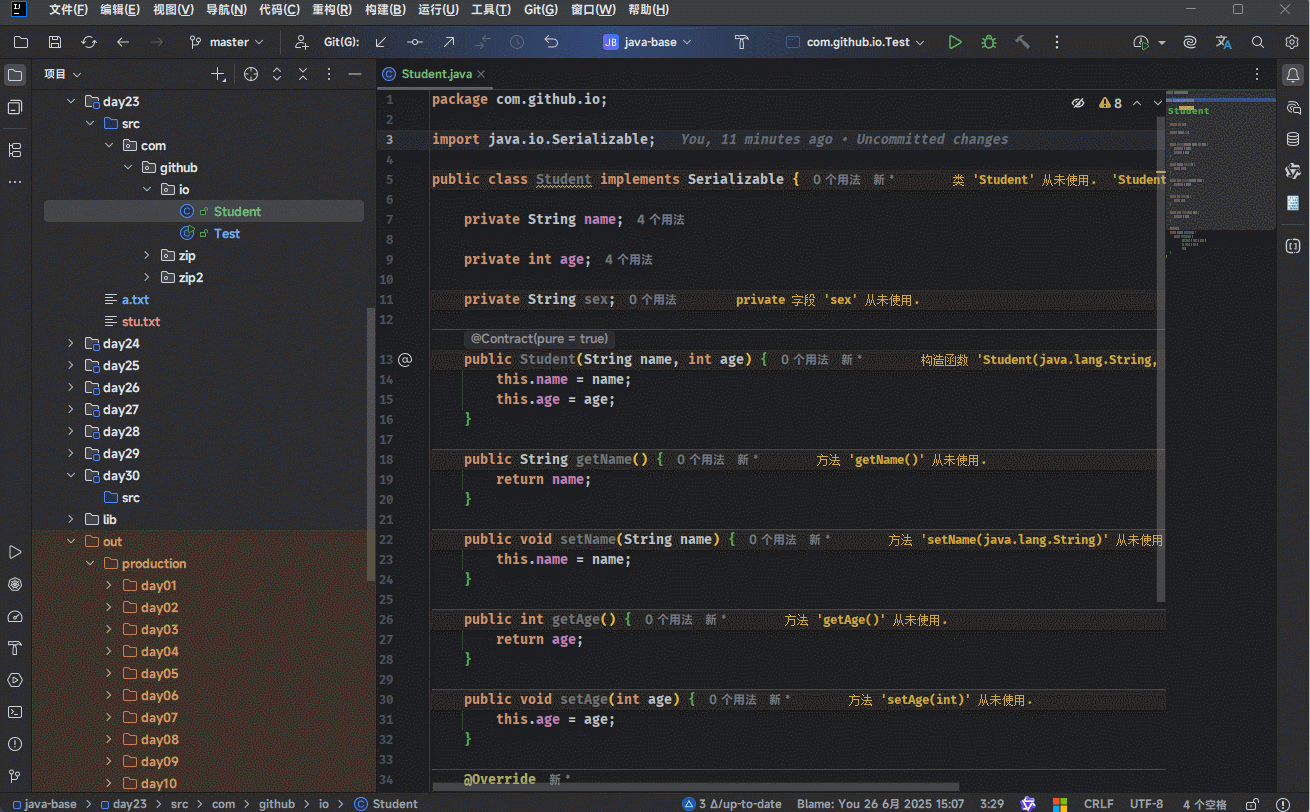 文件(F) 编辑(E) 视图(V) 导航(N) 代码(C) 重构(R) 构建(B) 运行(U) 工具(T) Git(G) 窗口(W) 帮助(H)
master Git(G): JB java-base com.github.io.Test
项目
Student.java
day23
src
com
github
io
Student
Test
zip
zip2
a.txt
stu.txt
day24
day25
day26
day27
day28
day29
day30
src
lib
out
production
day01
day02
day03
day04
day05
day06
day07
day08
day09
day10
1 package com.github.io;
8
2
3 import java.io.Serializable; You, 11 minutes ago • Uncommitted changes
4
5 public class Student implements Serializable { 0 个用法 新 * 类 'Student' 从未使用. 'Student
6
7 private String name; 4 个用法
8
9 private int age; 4 个用法
10
11 private String sex; 0 个用法 private 字段 'sex' 从未使用.
12
@Contract(pure = true)
13 public Student(String name, int age) { 0 个用法 新 * 构造函数 'Student(java.lang.String,
14 this.name = name;
15 this.age = age;
16 }
17
18 public String getName() { 0 个用法 新 * 方法 'getName()' 从未使用.
19 return name;
20 }
21
22 public void setName(String name) { 0 个用法 新 * 方法 'setName(java.lang.String)' 从未使用
23 this.name = name;
24 }
25
26 public int getAge() { 0 个用法 新 * 方法 'getAge()' 从未使用.
27 return age;
28 }
29
30 public void setAge(int age) { 0 个用法 新 * 方法 'setAge(int)' 从未使用.
31 this.age = age;
32 }
33
34 @Override 新 *
Student
java-base > day23 > src > com > github > io > Student
3 Δ/up-to-date Blame: You 26 6月 2025 15:07 3:29 CRLF UTF-8 4 个空格